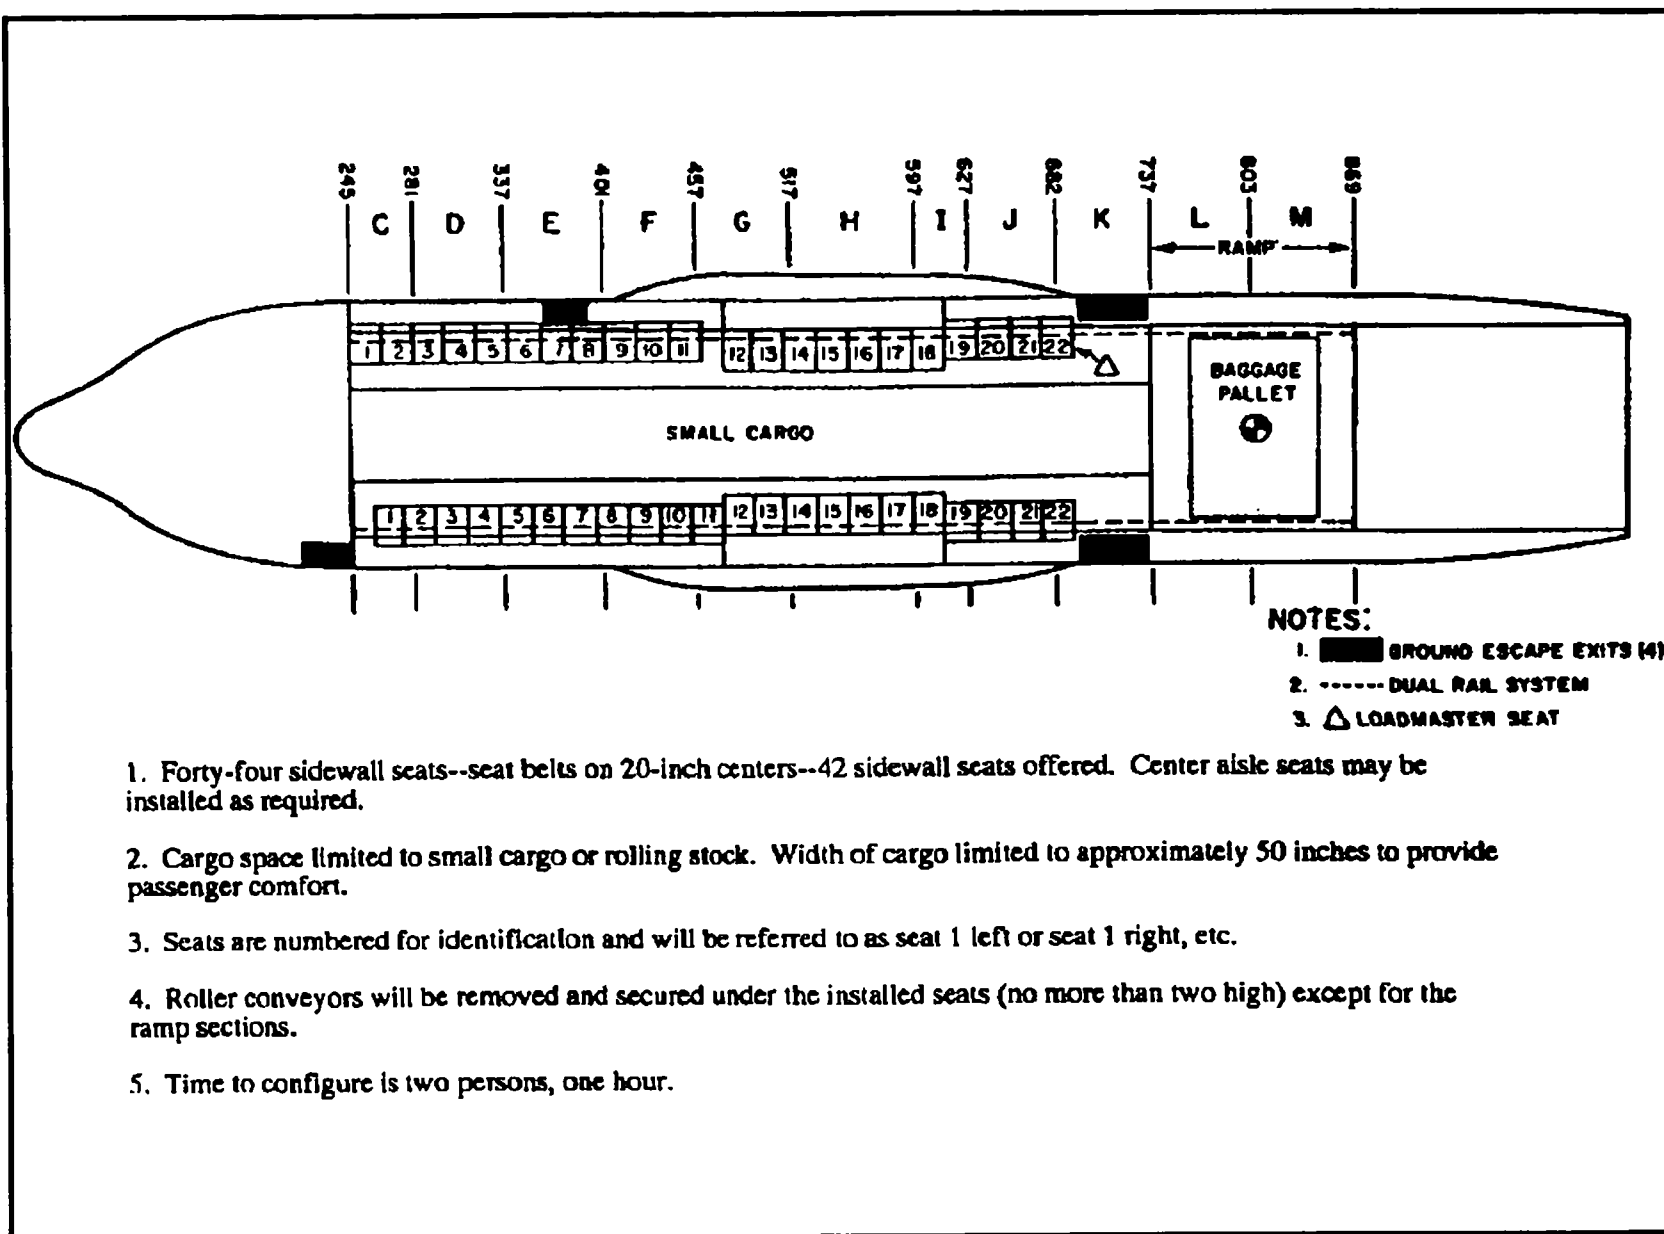 245 281 337 401 457 517 597 627 682 737 803 869
C D E F G H I J K L M
RAMP
1 2 3 4 5 6 7 8 9 10 11 12 13 14 15 16 17 18 19 20 21 22
BAGGAGE
PALLET
SMALL CARGO
1 2 3 4 5 6 7 8 9 10 11 12 13 14 15 16 17 18 19 20 21 22
NOTES:
1. GROUND ESCAPE EXITS (4)
2. ------ DUAL RAIL SYSTEM
3. △ LOADMASTER SEAT
1. Forty-four sidewall seats--seat belts on 20-inch centers--42 sidewall seats offered. Center aisle seats may be
installed as required.
2. Cargo space limited to small cargo or rolling stock. Width of cargo limited to approximately 50 inches to provide
passenger comfort.
3. Seats are numbered for identification and will be referred to as seat 1 left or seat 1 right, etc.
4. Roller conveyors will be removed and secured under the installed seats (no more than two high) except for the
ramp sections.
5. Time to configure is two persons, one hour.